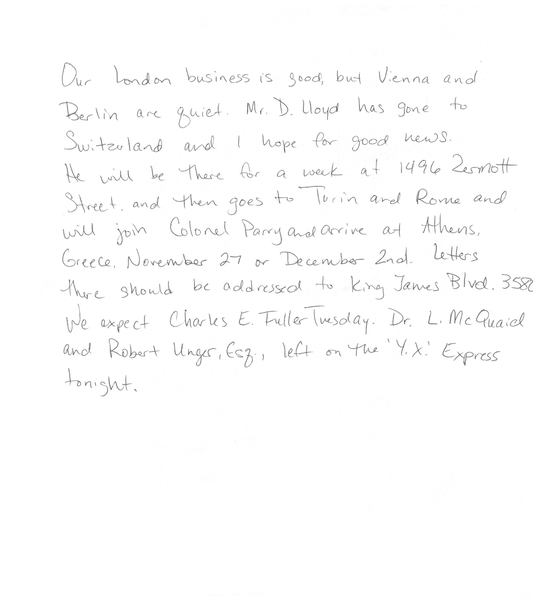 Our London business is good, but Vienna and
Berlin are quiet. Mr. D. Lloyd has gone to
Switzuland and I hope for good news.
He will be there for a week at 1496 Zermott
Street. and then goes to Turin and Rome and
will join Colonel Parry and arrive at Athens,
Greece, November 27 or December 2nd. Letters
there should be addressed to King James Blvd. 3580
We expect Charles E. Fuller Tuesday. Dr. L. McQuaid
and Robert Unger, Esq., left on the 'Y.X.' Express
tonight.